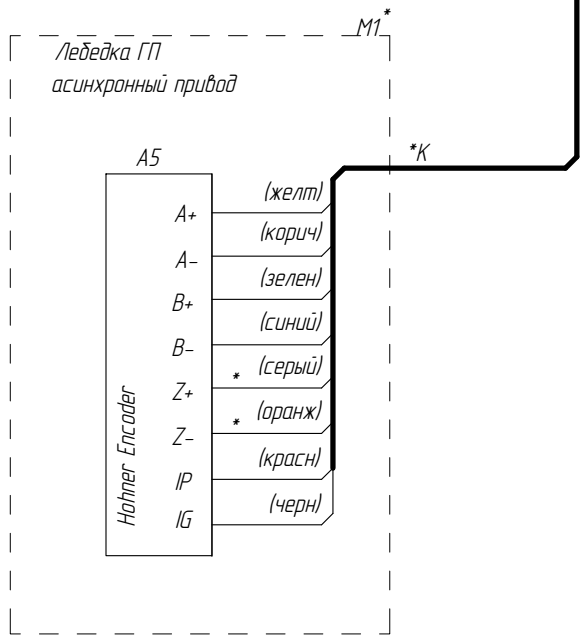 M1*
Лебедка ГП
асинхронный привод
*К
A5
A+ (желт)
A- (корич)
B+ (зелен)
B- (синий)
Z+ * (серый)
Z- * (оранж)
IP (красн)
IG (черн)
Hohner Encoder